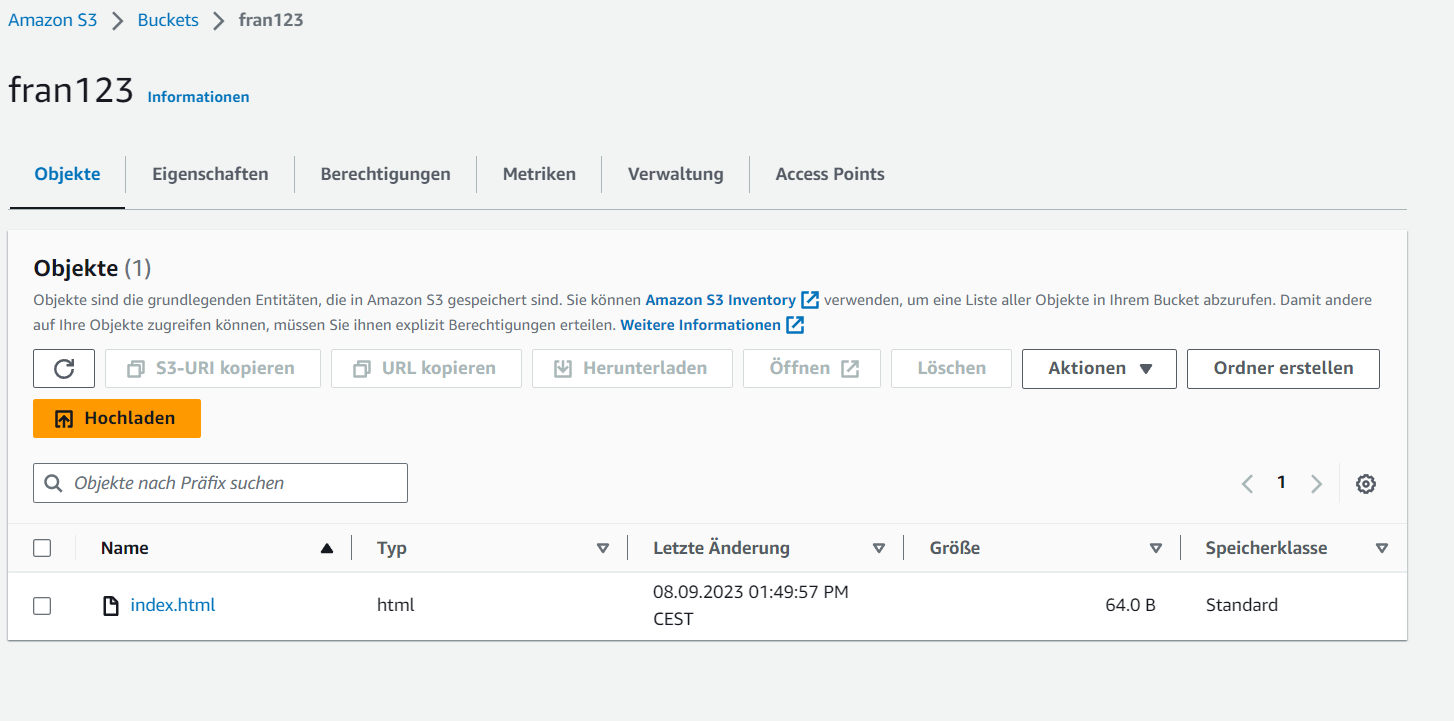 Amazon S3 > Buckets > fran123
fran123 Informationen
Objekte Eigenschaften Berechtigungen Metriken Verwaltung Access Points
Objekte (1)
Objekte sind die grundlegenden Entitäten, die in Amazon S3 gespeichert sind. Sie können Amazon S3 Inventory verwenden, um eine Liste aller Objekte in Ihrem Bucket abzurufen. Damit andere
auf Ihre Objekte zugreifen können, müssen Sie ihnen explizit Berechtigungen erteilen. Weitere Informationen
S3-URI kopieren URL kopieren Herunterladen Öffnen Löschen Aktionen Ordner erstellen
Hochladen
Objekte nach Präfix suchen 1
Name Typ Letzte Änderung Größe Speicherklasse
index.html html 08.09.2023 01:49:57 PM 64.0 B Standard
CEST